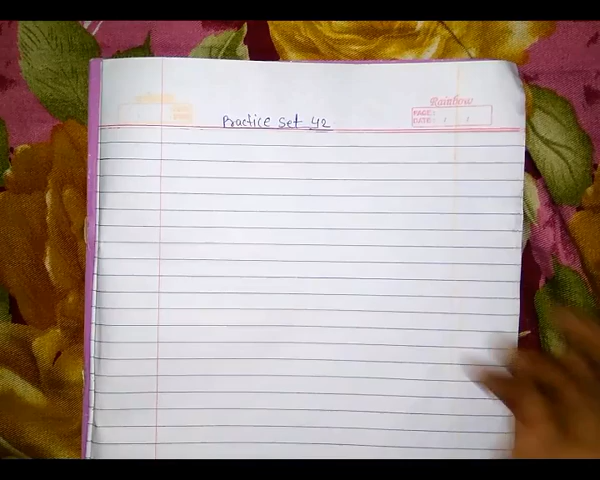 Practice set 42
Rainbow
PAGE :
DATE : / /